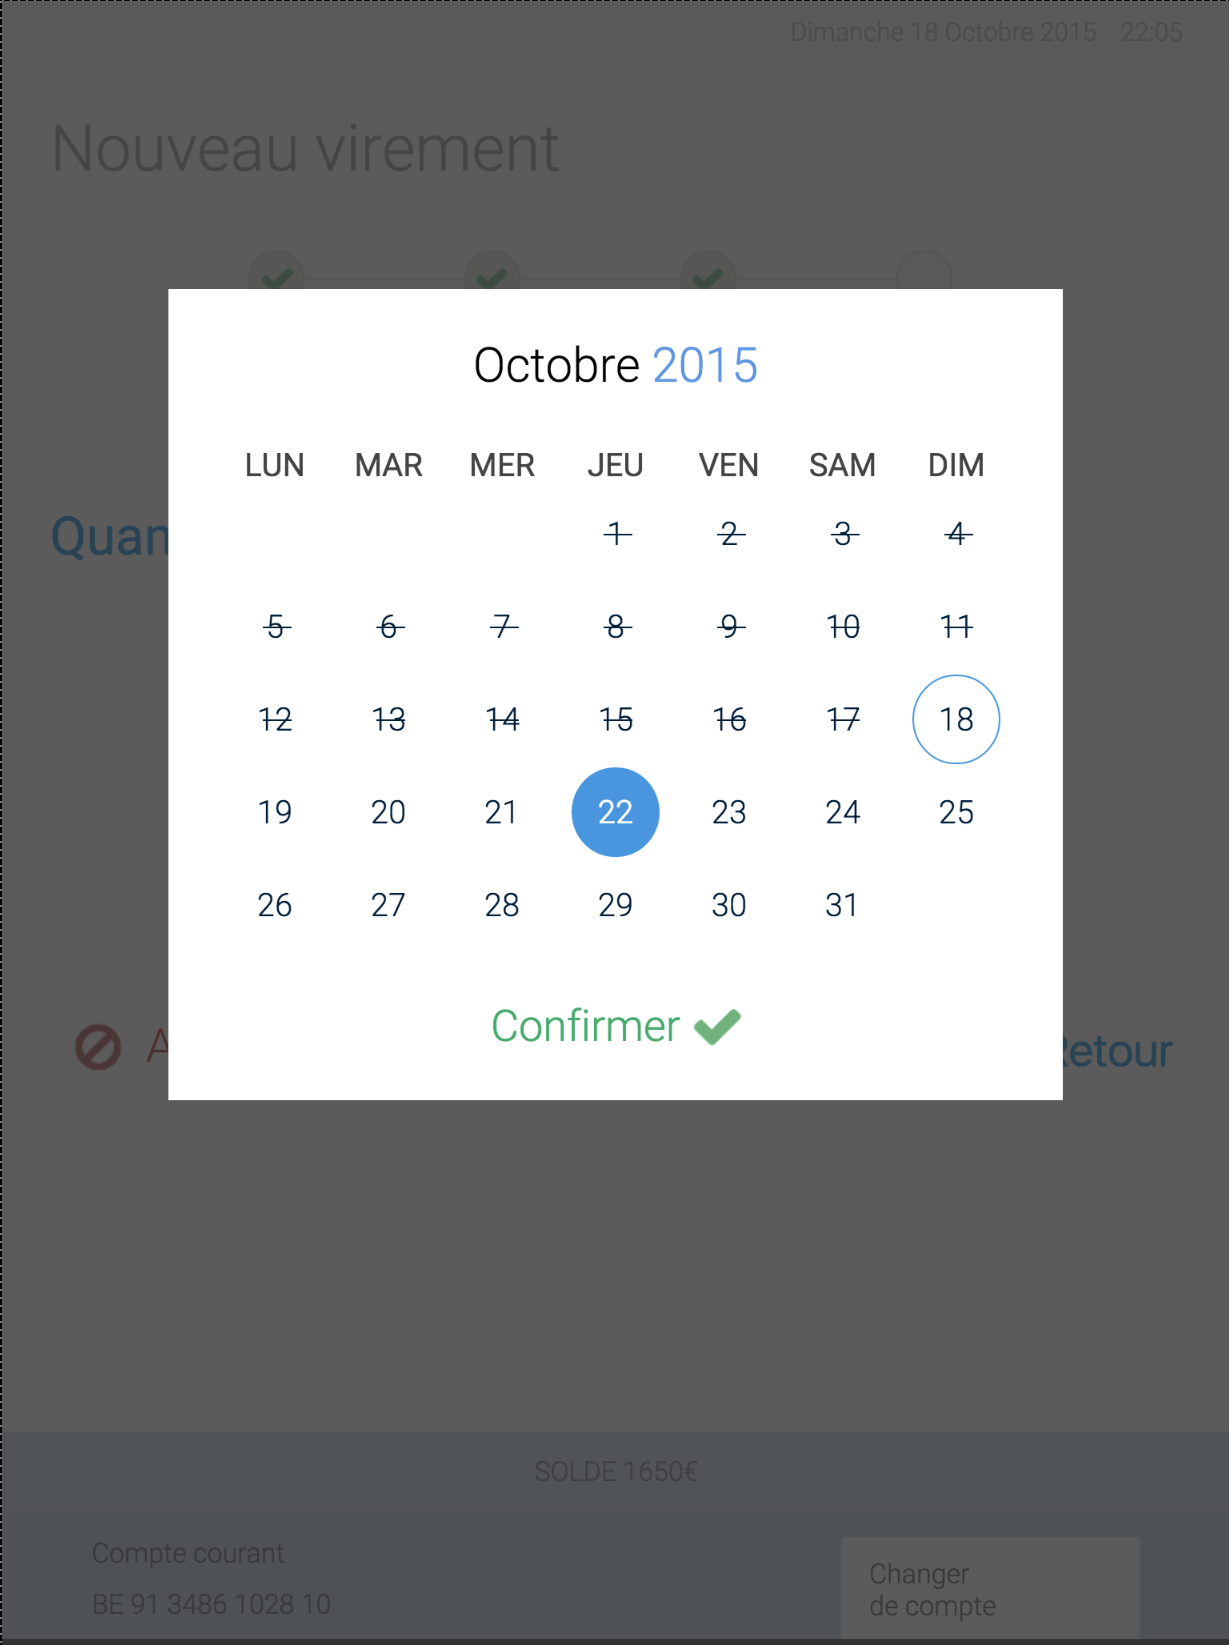 Dimanche 18 Octobre 2015 22:05
Nouveau virement
Octobre 2015
LUN MAR MER JEU VEN SAM DIM
1 2 3 4
Quan
5 6 7 8 9 10 11
12 13 14 15 16 17 18
19 20 21 22 23 24 25
26 27 28 29 30 31
Confirmer
A
Retour
SOLDE 1650€
Compte courant
BE 91 3486 1028 10
Changer
de compte